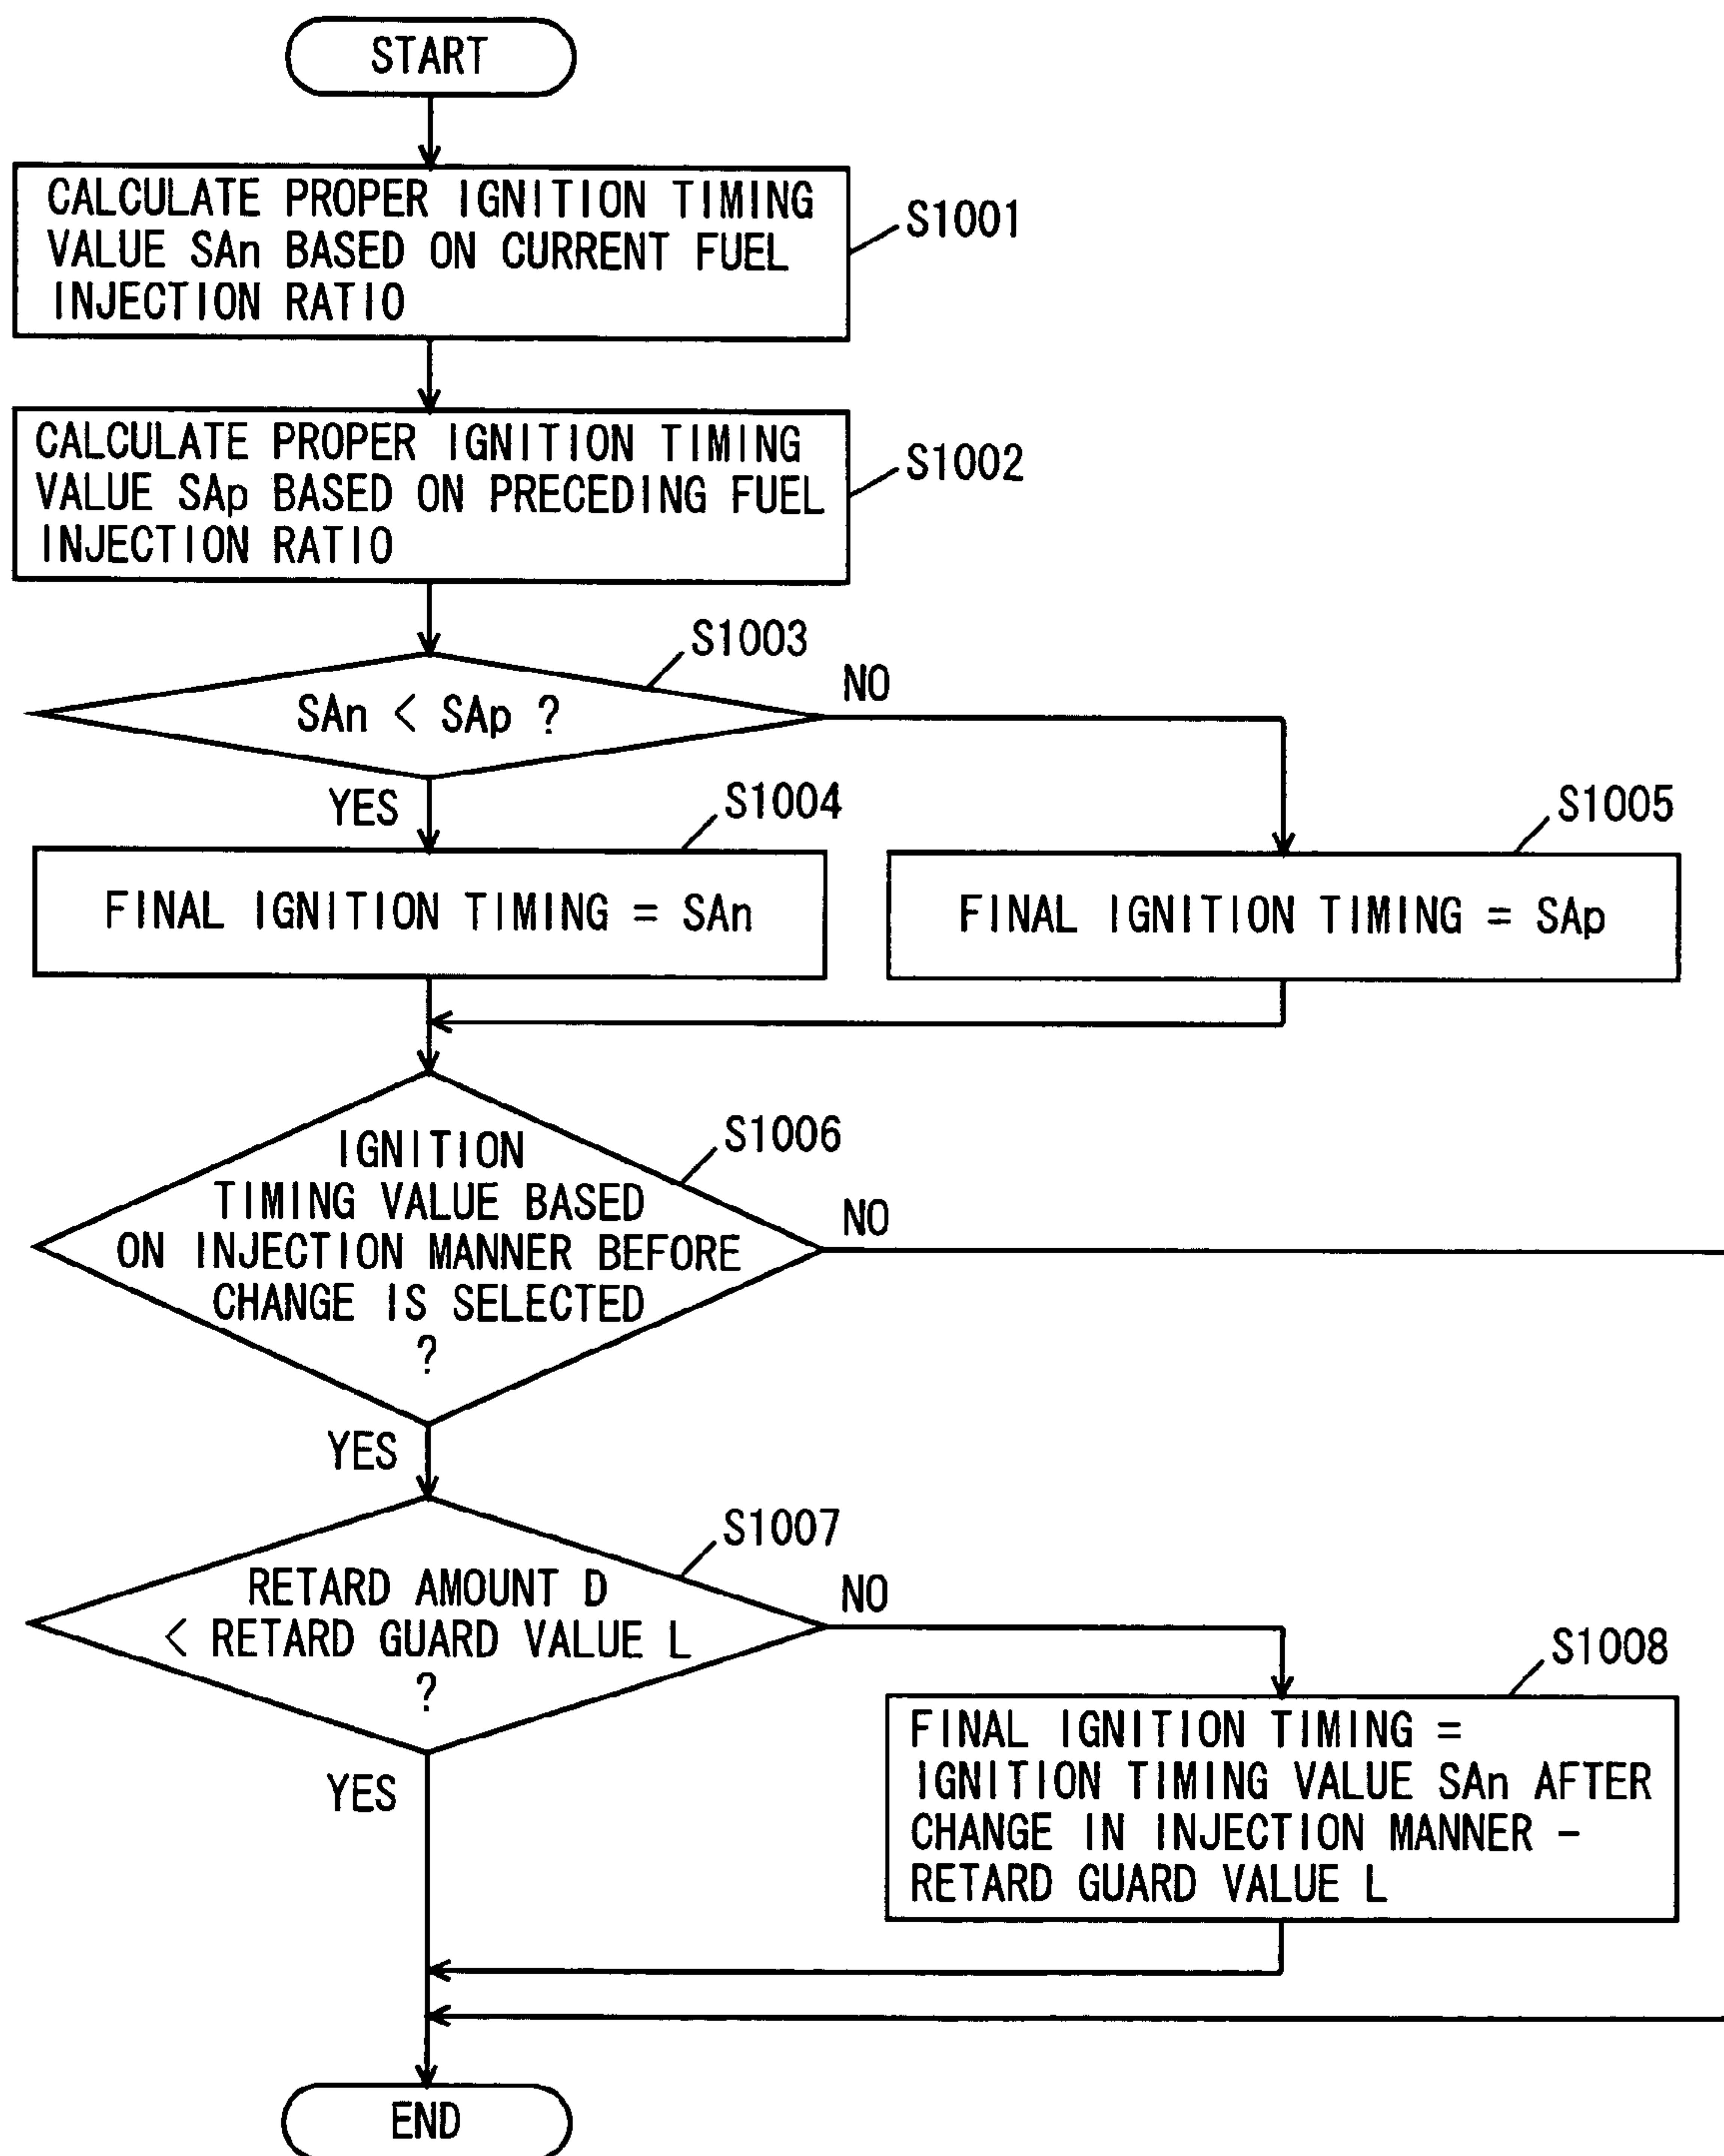 START
CALCULATE PROPER IGNITION TIMING
VALUE SAn BASED ON CURRENT FUEL
INJECTION RATIO
S1001
CALCULATE PROPER IGNITION TIMING
VALUE SAp BASED ON PRECEDING FUEL
INJECTION RATIO
S1002
S1003
SAn < SAp ?
NO
YES
S1004
FINAL IGNITION TIMING = SAn
S1005
FINAL IGNITION TIMING = SAp
S1006
IGNITION
TIMING VALUE BASED
ON INJECTION MANNER BEFORE
CHANGE IS SELECTED
?
NO
YES
S1007
RETARD AMOUNT D
< RETARD GUARD VALUE L
?
NO
YES
S1008
FINAL IGNITION TIMING =
IGNITION TIMING VALUE SAn AFTER
CHANGE IN INJECTION MANNER -
RETARD GUARD VALUE L
END